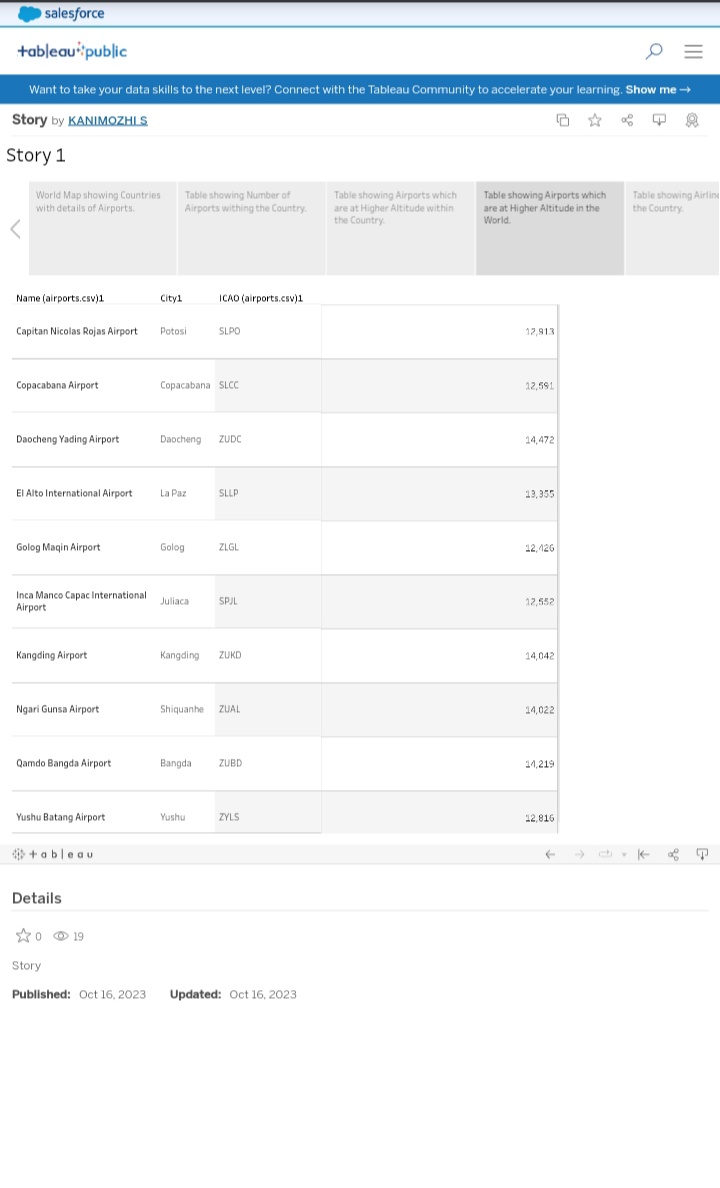 salesforce
+ableau public
Want to take your data skills to the next level? Connect with the Tableau Community to accelerate your learning. Show me →
Story by KANIMOZHI S
Story 1
World Map showing Countries with details of Airports.
Table showing Number of Airports withing the Country.
Table showing Airports which are at Higher Altitude within the Country.
Table showing Airports which are at Higher Altitude in the World.
Table showing the Country.
Name (airports.csv)1 City1 ICAO (airports.csv)1
Capitan Nicolas Rojas Airport Potosi SLPO 12,913
Copacabana Airport Copacabana SLCC 12,591
Daocheng Yading Airport Daocheng ZUDC 14,472
El Alto International Airport La Paz SLLP 13,355
Golog Maqin Airport Golog ZLGL 12,426
Inca Manco Capac International Airport Juliaca SPJL 12,552
Kangding Airport Kangding ZUKD 14,042
Ngari Gunsa Airport Shiquanhe ZUAL 14,022
Qamdo Bangda Airport Bangda ZUBD 14,219
Yushu Batang Airport Yushu ZYLS 12,816
+ableau
Details
0 19
Story
Published: Oct 16, 2023 Updated: Oct 16, 2023